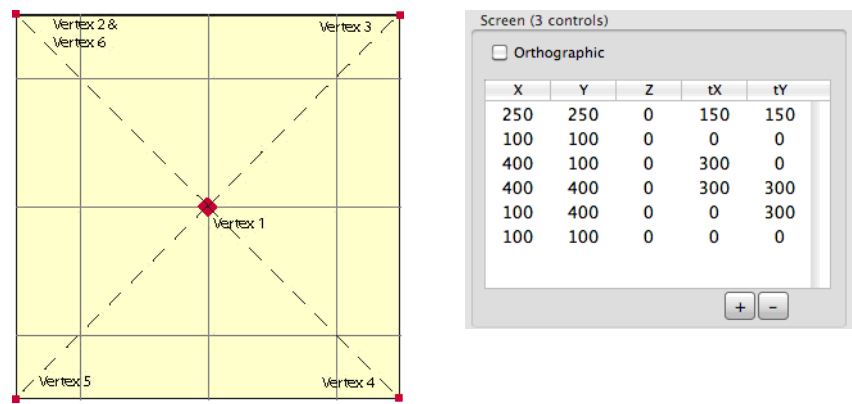 Vertex 2 &
Vertex 6
Vertex 3
Vertex 1
Vertex 5
Vertex 4
Screen (3 controls)
Orthographic
X Y Z tX tY
250 250 0 150 150
100 100 0 0 0
400 100 0 300 0
400 400 0 300 300
100 400 0 0 300
100 100 0 0 0
+ -